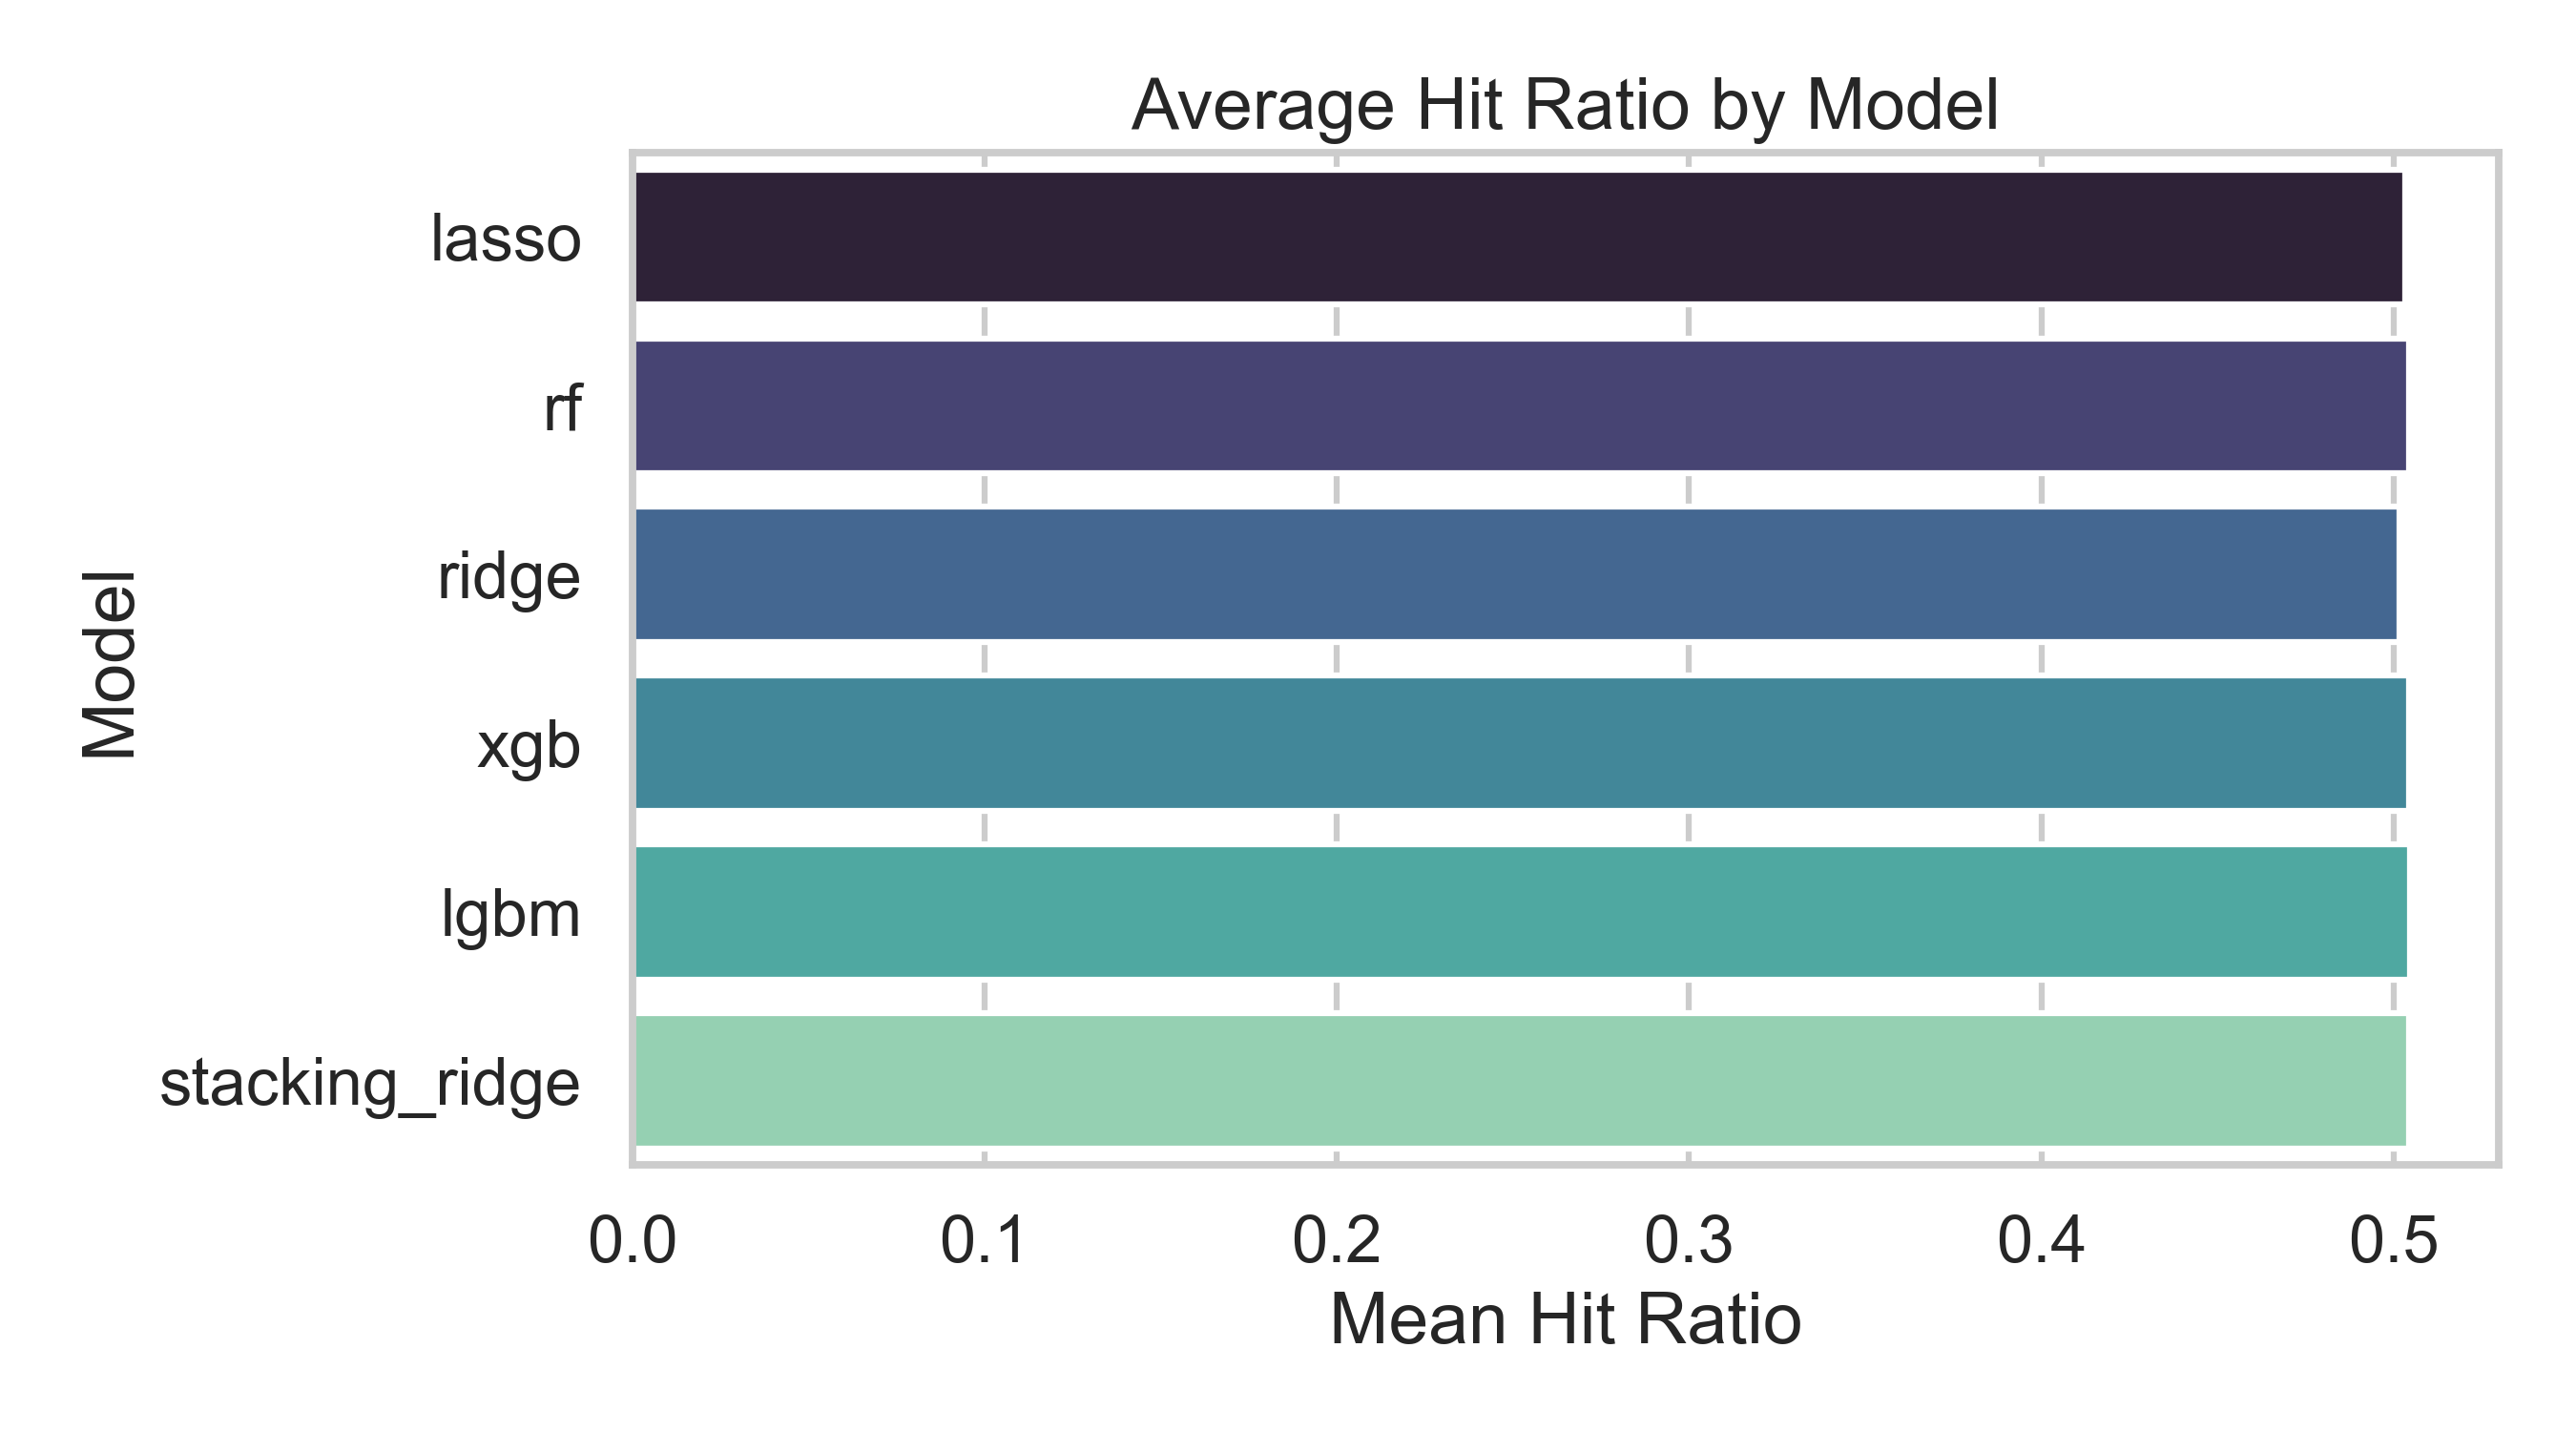 Average Hit Ratio by Model
Model
lasso
rf
ridge
xgb
lgbm
stacking_ridge
0.0 0.1 0.2 0.3 0.4 0.5
Mean Hit Ratio